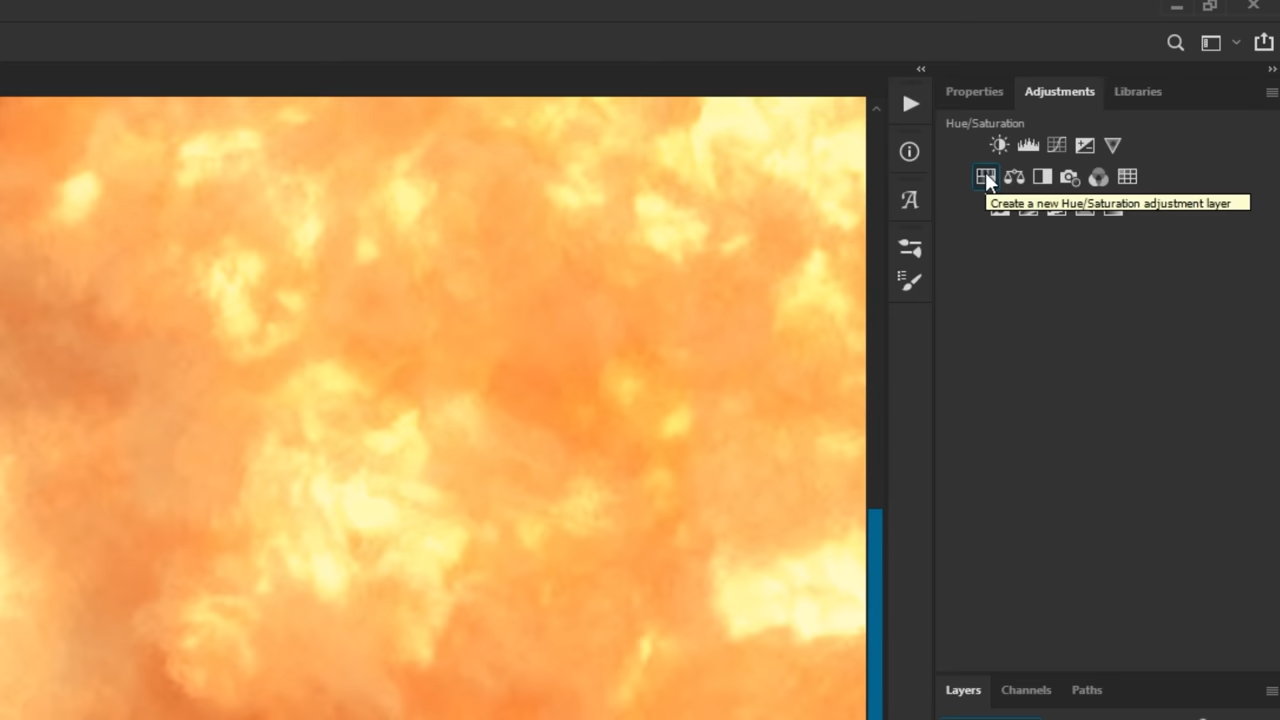 Properties Adjustments Libraries
Hue/Saturation
Create a new Hue/Saturation adjustment layer
Layers Channels Paths